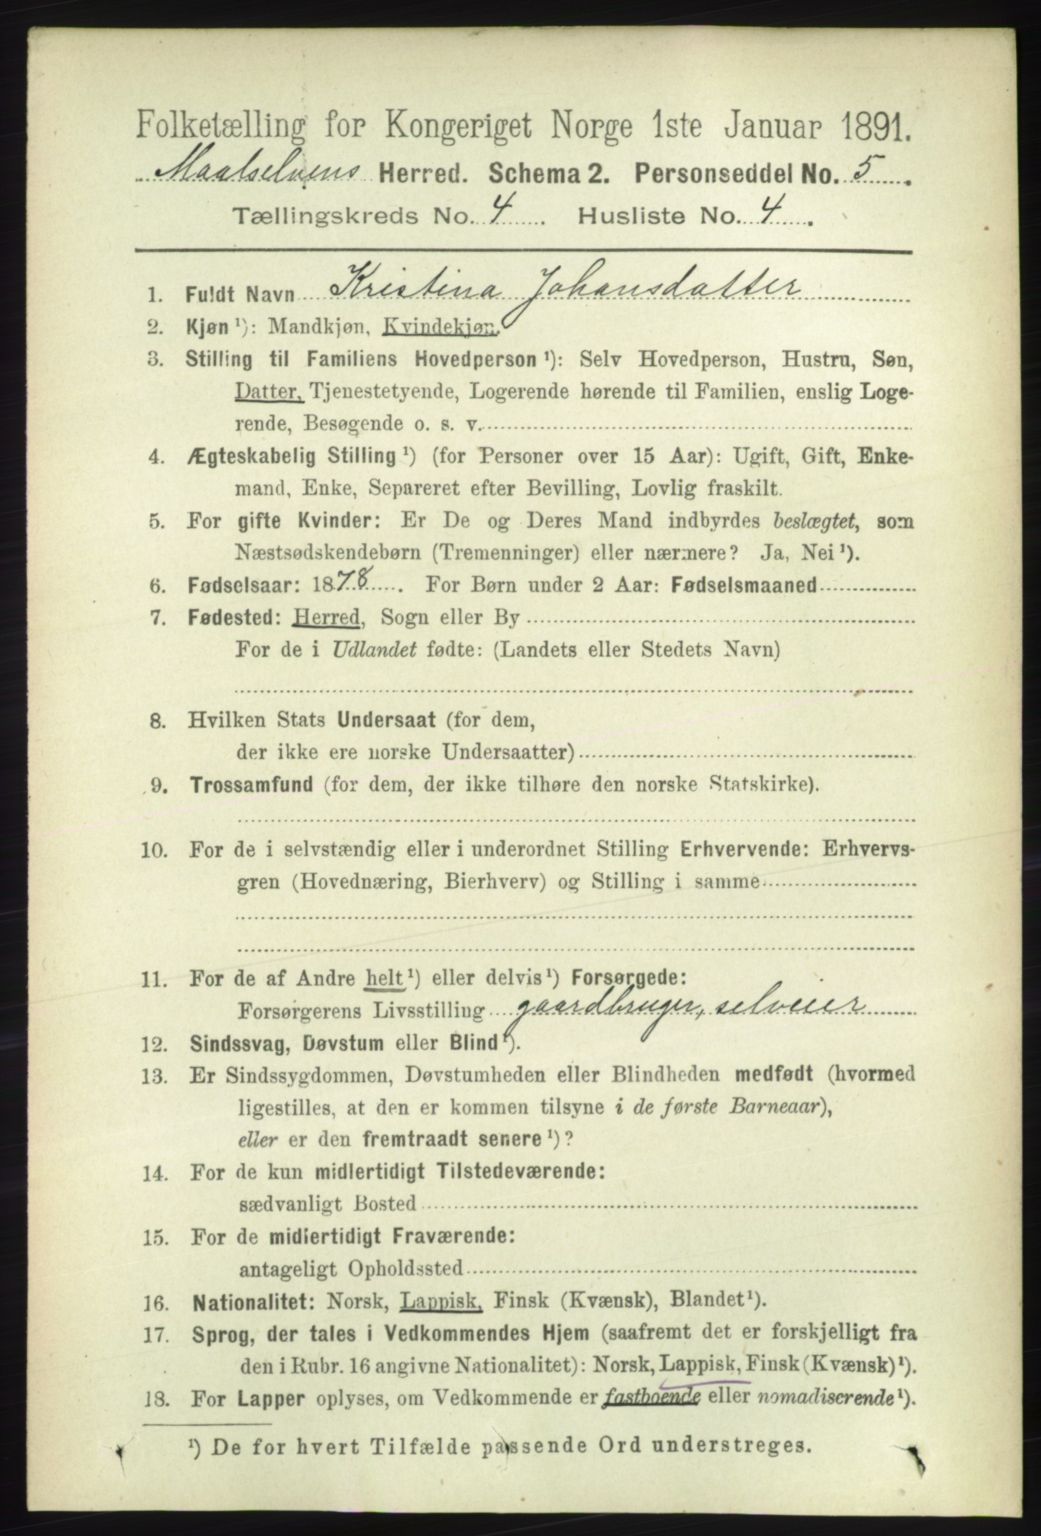 Folketælling for Kongeriget Norge 1ste Januar 1891.
Maalselvens Herred. Schema 2. Personseddel No. 5.
Tællingskreds No. 4. Husliste No. 4.
1. Fuldt Navn Kristina Johansdatter
2. Kjøn ¹): Mandkjøn, Kvindekjøn.
3. Stilling til Familiens Hovedperson ¹): Selv Hovedperson, Hustru, Søn,
Datter, Tjenestetyende, Logerende hørende til Familien, enslig Loge-
rende, Besøgende o. s. v.
4. Ægteskabelig Stilling ¹) (for Personer over 15 Aar): Ugift, Gift, Enke-
mand, Enke, Separeret efter Bevilling, Lovlig fraskilt.
5. For gifte Kvinder: Er De og Deres Mand indbyrdes beslægtet, som
Næstsødskendebørn (Tremenninger) eller nærmere? Ja, Nei ¹).
6. Fødselsaar: 1878. For Børn under 2 Aar: Fødselsmaaned
7. Fødested: Herred, Sogn eller By
For de i Udlandet fødte: (Landets eller Stedets Navn)
8. Hvilken Stats Undersaat (for dem,
der ikke ere norske Undersaatter)
9. Trossamfund (for dem, der ikke tilhøre den norske Statskirke).
10. For de i selvstændig eller i underordnet Stilling Erhvervende: Erhvervs-
gren (Hovednæring, Bierhverv) og Stilling i samme
11. For de af Andre helt ¹) eller delvis ¹) Forsørgede:
Forsørgerens Livsstilling gaardbruger, selveier
12. Sindssvag, Døvstum eller Blind ¹).
13. Er Sindssygdommen, Døvstumheden eller Blindheden medfødt (hvormed
ligestilles, at den er kommen tilsyne i de første Barneaar),
eller er den fremtraadt senere ¹)?
14. For de kun midlertidigt Tilstedeværende:
sædvanligt Bosted
15. For de midlertidigt Fraværende:
antageligt Opholdssted
16. Nationalitet: Norsk, Lappisk, Finsk (Kvænsk), Blandet ¹).
17. Sprog, der tales i Vedkommendes Hjem (saafremt det er forskjelligt fra
den i Rubr. 16 angivne Nationalitet): Norsk, Lappisk, Finsk (Kvænsk) ¹).
18. For Lapper oplyses, om Vedkommende er fastboende eller nomadiserende ¹).
¹) De for hvert Tilfælde passende Ord understreges.